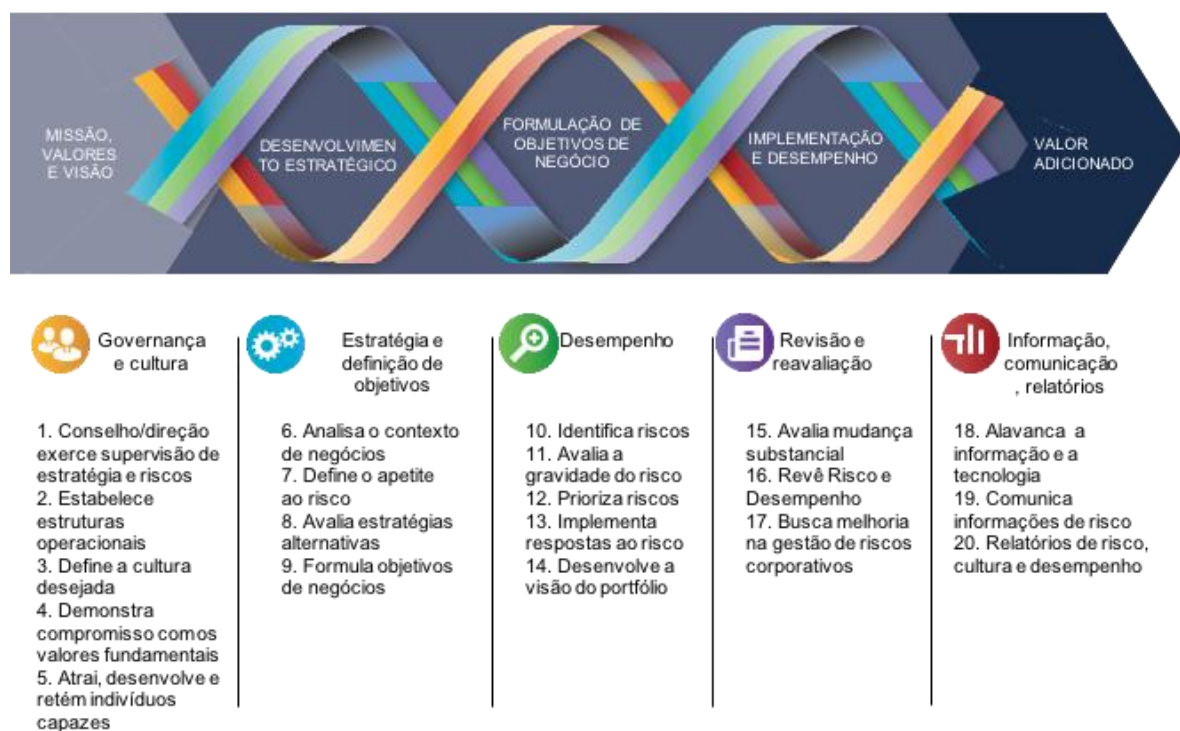 MISSÃO,
VALORES
E VISÃO
DESENVOLVIMEN
TO ESTRATÉGICO
FORMULAÇÃO DE
OBJETIVOS DE
NEGÓCIO
IMPLEMENTAÇÃO
E DESEMPENHO
VALOR
ADICIONADO
Governança
e cultura
1. Conselho/direção
exerce supervisão de
estratégia e riscos
2. Estabelece
estruturas
operacionais
3. Define a cultura
desejada
4. Demonstra
compromisso com os
valores fundamentais
5. Atrai, desenvolve e
retém indivíduos
capazes
Estratégia e
definição de
objetivos
6. Analisa o contexto
de negócios
7. Define o apetite
ao risco
8. Avalia estratégias
alternativas
9. Formula objetivos
de negócios
Desempenho
10. Identifica riscos
11. Avalia a
gravidade do risco
12. Prioriza riscos
13. Implementa
respostas ao risco
14. Desenvolve a
visão do portfólio
Revisão e
reavaliação
15. Avalia mudança
substancial
16. Revê Risco e
Desempenho
17. Busca melhoria
na gestão de riscos
corporativos
Informação,
comunicação
, relatórios
18. Alavanca a
informação e a
tecnologia
19. Comunica
informações de risco
20. Relatórios de risco,
cultura e desempenho